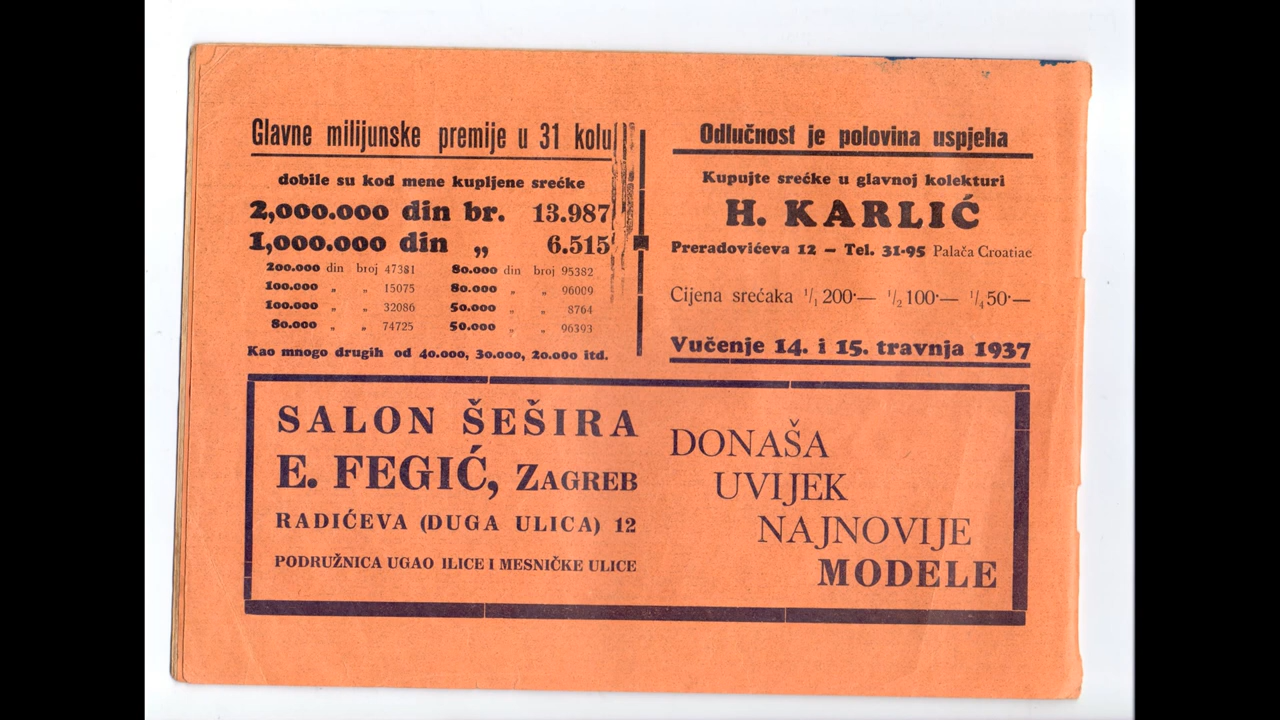 Glavne milijunske premije u 31 kolu
dobile su kod mene kupljene srećke
2,000.000 din br. 13.987
1,000.000 din „ 6.515
200.000 din broj 47381 80.000 din broj 95382
100.000 „ „ 15075 80.000 „ „ 96009
100.000 „ „ 32086 50.000 „ „ 8764
80.000 „ „ 74725 50.000 „ „ 96393
Kao mnogo drugih od 40.000, 30.000, 20.000 itd.
Odlučnost je polovina uspjeha
Kupujte srećke u glavnoj kolekturi
H. KARLIĆ
Preradovićeva 12 – Tel. 31-95 Palača Croatiae
Cijena srećaka 1/1 200·— 1/2 100·— 1/4 50·—
Vučenje 14. i 15. travnja 1937
SALON ŠEŠIRA
E. FEGIĆ, ZAGREB
RADIĆEVA (DUGA ULICA) 12
PODRUŽNICA UGAO ILICE I MESNIČKE ULICE
DONAŠA
UVIJEK
NAJNOVIJE
MODELE